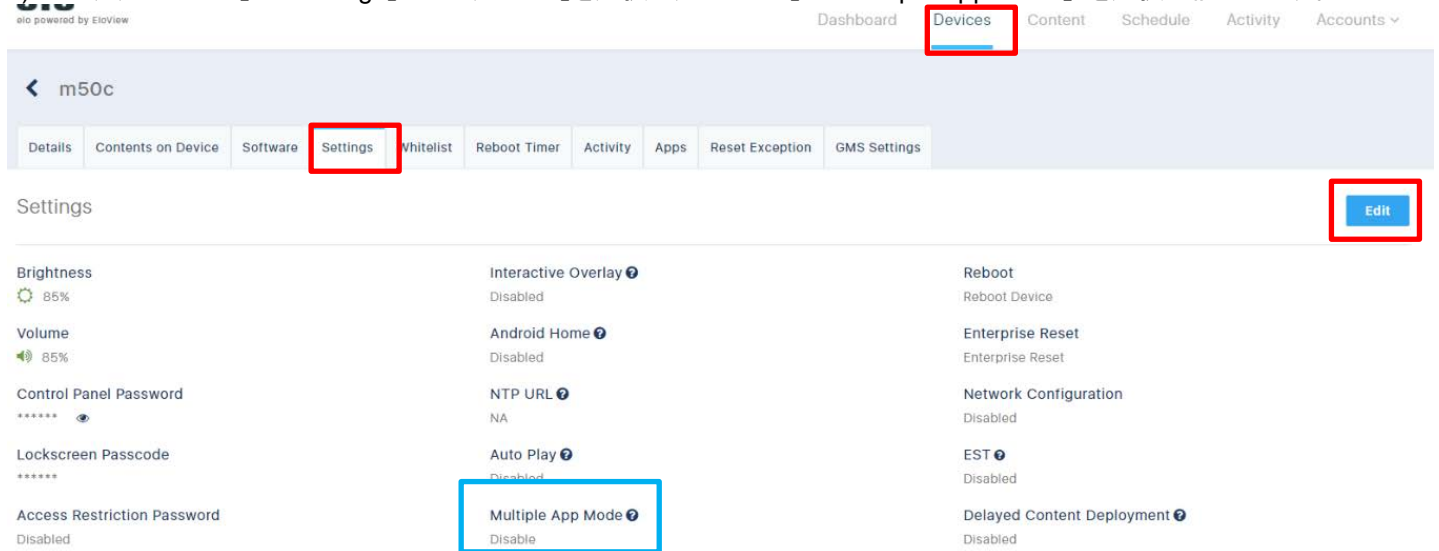 elo powered by EloView
Dashboard Devices Content Schedule Activity Accounts
m50c
Details Contents on Device Software Settings Whitelist Reboot Timer Activity Apps Reset Exception GMS Settings
Settings
Edit
Brightness
85%
Volume
85%
Control Panel Password
******
Lockscreen Passcode
******
Access Restriction Password
Disabled
Interactive Overlay
Disabled
Android Home
Disabled
NTP URL
NA
Auto Play
Disabled
Multiple App Mode
Disable
Reboot
Reboot Device
Enterprise Reset
Enterprise Reset
Network Configuration
Disabled
EST
Disabled
Delayed Content Deployment
Disabled